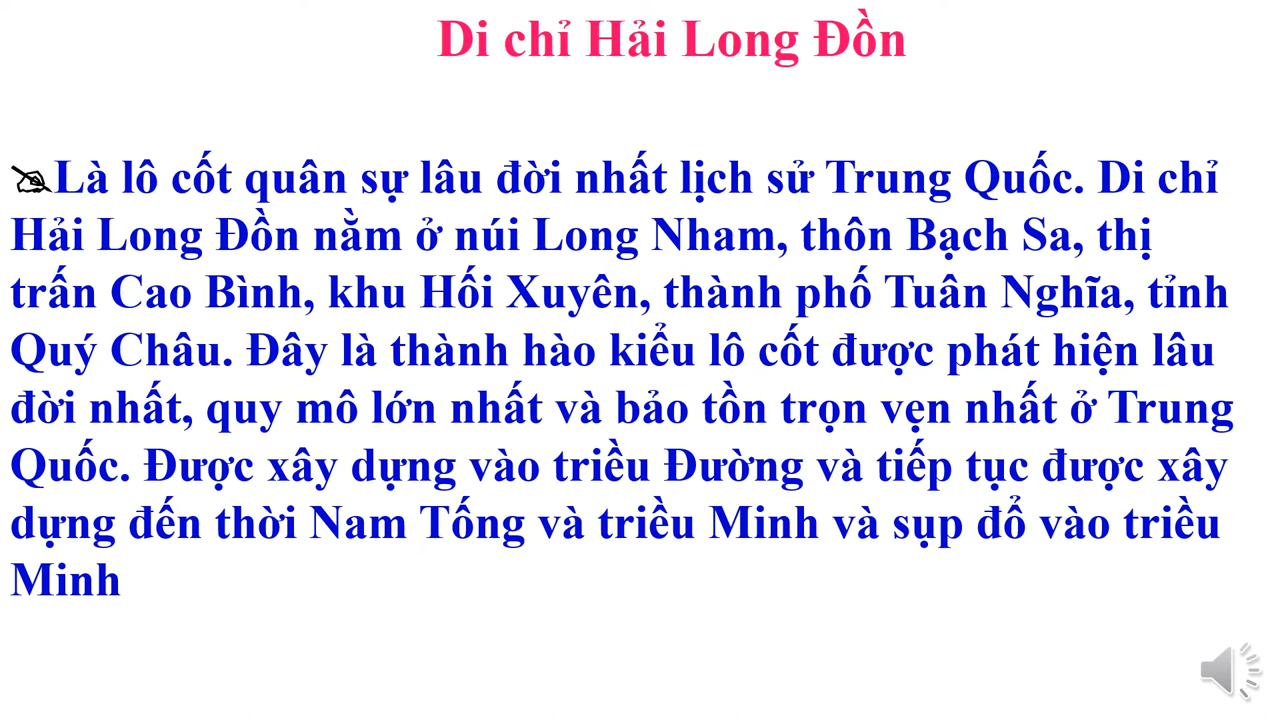 Di chỉ Hải Long Đồn
Là lô cốt quân sự lâu đời nhất lịch sử Trung Quốc. Di chỉ
Hải Long Đồn nằm ở núi Long Nham, thôn Bạch Sa, thị
trấn Cao Bình, khu Hối Xuyên, thành phố Tuân Nghĩa, tỉnh
Quý Châu. Đây là thành hào kiểu lô cốt được phát hiện lâu
đời nhất, quy mô lớn nhất và bảo tồn trọn vẹn nhất ở Trung
Quốc. Được xây dựng vào triều Đường và tiếp tục được xây
dựng đến thời Nam Tống và triều Minh và sụp đổ vào triều
Minh